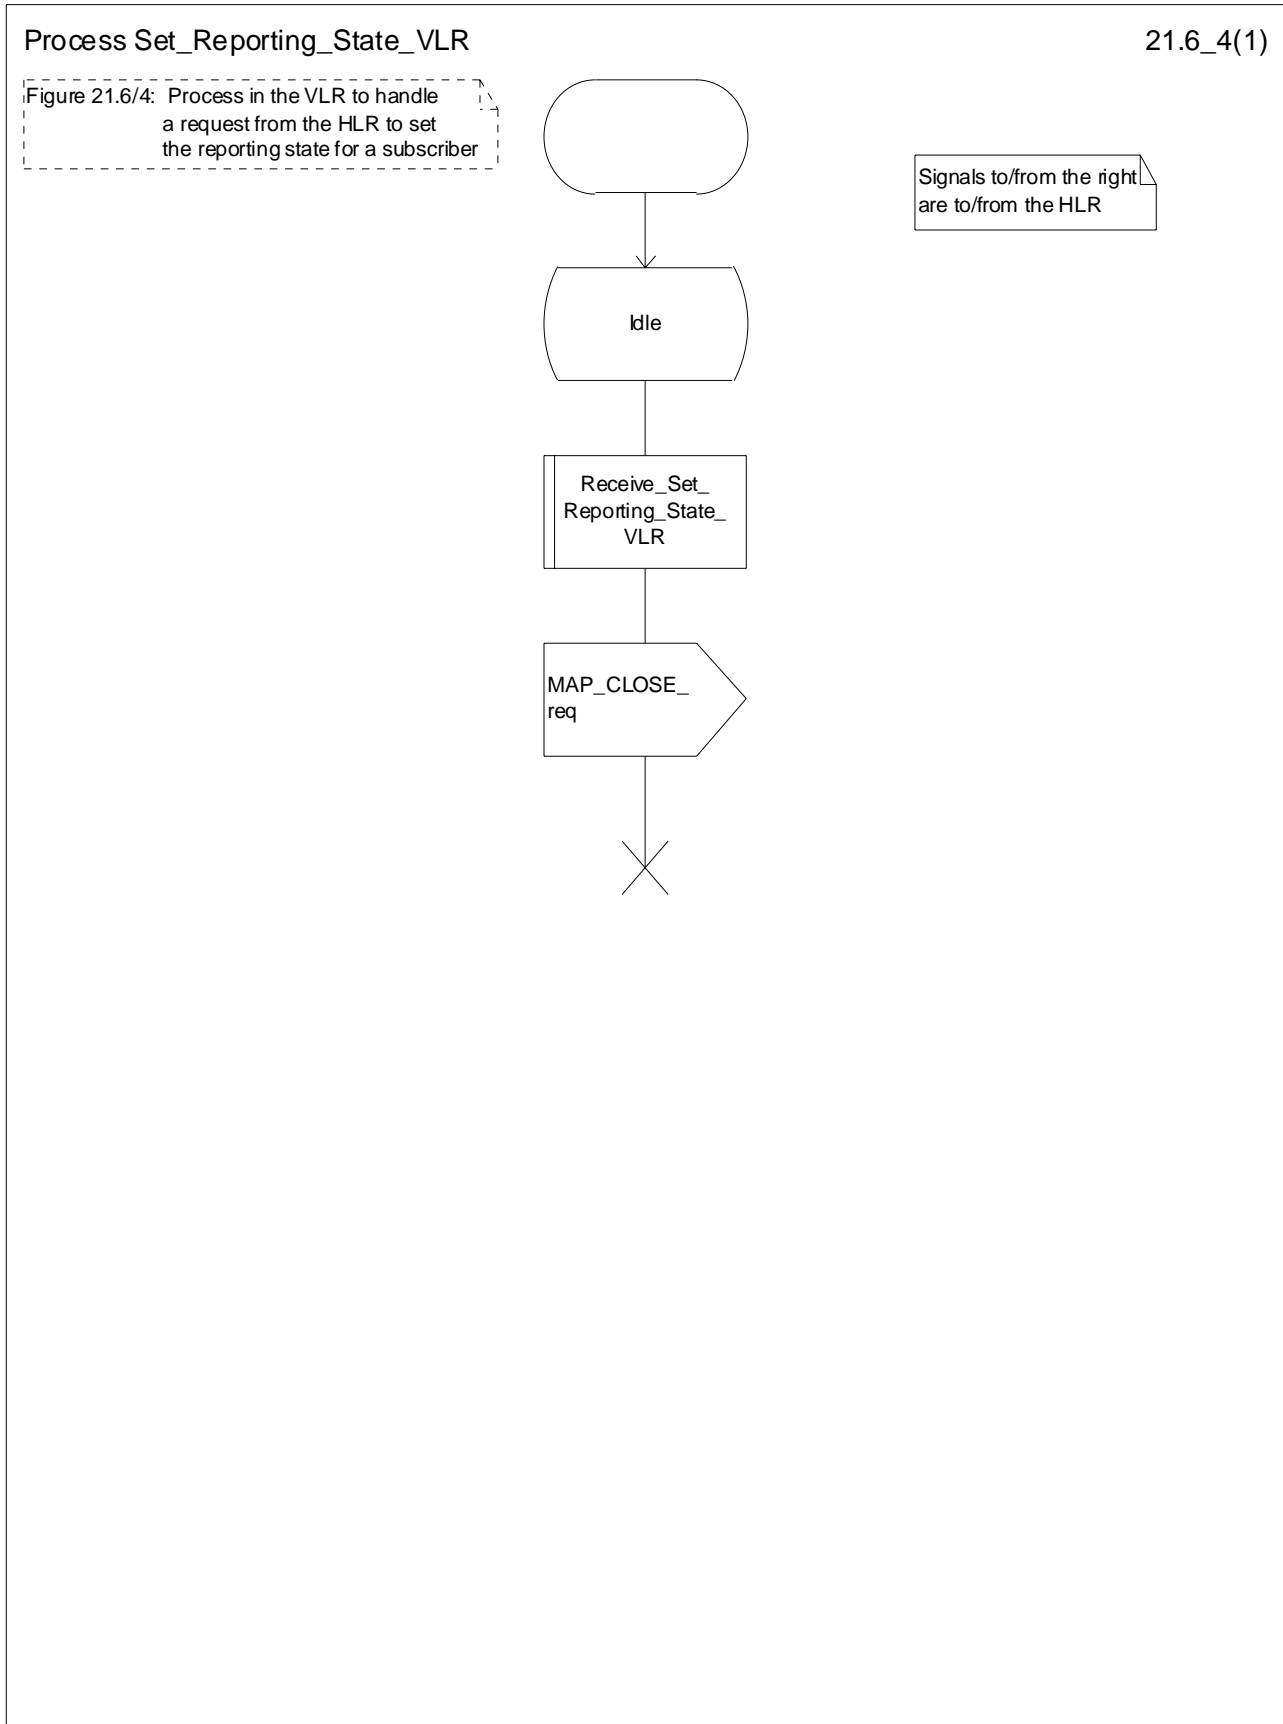 Process Set_Reporting_State_VLR
21.6_4(1)
Figure 21.6/4: Process in the VLR to handle
a request from the HLR to set
the reporting state for a subscriber
Signals to/from the right
are to/from the HLR
Idle
Receive_Set_
Reporting_State_
VLR
MAP_CLOSE_
req